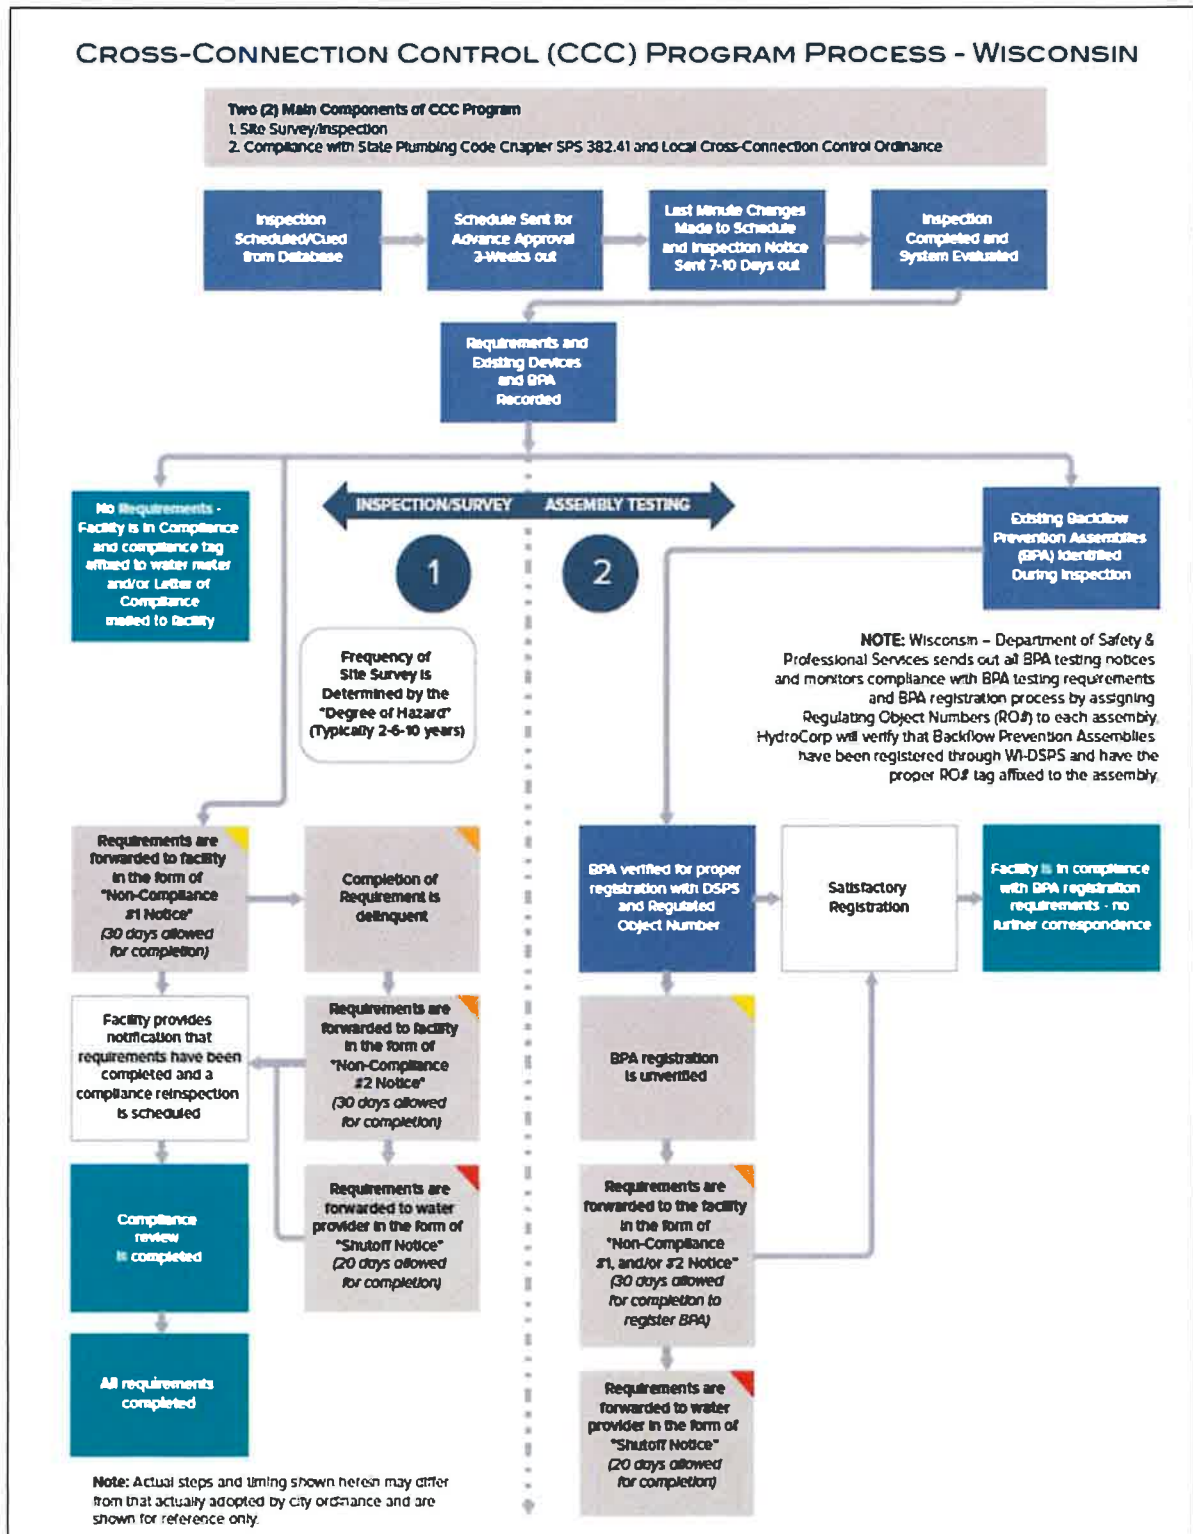 CROSS-CONNECTION CONTROL (CCC) PROGRAM PROCESS - WISCONSIN
Two (2) Main Components of CCC Program
1. Site Survey/Inspection
2. Compliance with State Plumbing Code Chapter SPS 382.41 and Local Cross-Connection Control Ordinance
Inspection
Scheduled/Cued
from Database
Schedule Sent for
Advance Approval
3-Weeks out
Last Minute Changes
Made to Schedule
and Inspection Notice
Sent 7-10 Days out
Inspection
Completed and
System Evaluated
Requirements and
Existing Devices
and BPA
Recorded
INSPECTION/SURVEY
ASSEMBLY TESTING
1
2
No Requirements -
Facility is in Compliance
and compliance tag
affixed to water meter
and/or Letter of
Compliance
mailed to facility
Existing Backflow
Prevention Assemblies
(BPA) Identified
During Inspection
Frequency of
Site Survey is
Determined by the
"Degree of Hazard"
(Typically 2-6-10 years)
NOTE: Wisconsin – Department of Safety &
Professional Services sends out all BPA testing notices
and monitors compliance with BPA testing requirements
and BPA registration process by assigning
Regulating Object Numbers (RO#) to each assembly.
HydroCorp will verify that Backflow Prevention Assemblies
have been registered through WI-DSPS and have the
proper RO# tag affixed to the assembly.
Requirements are
forwarded to facility
in the form of
"Non-Compliance
#1 Notice"
(30 days allowed
for completion)
Completion of
Requirement is
delinquent
BPA verified for proper
registration with DSPS
and Regulated
Object Number
Satisfactory
Registration
Facility is in compliance
with BPA registration
requirements - no
further correspondence
Facility provides
notification that
requirements have been
completed and a
compliance reinspection
is scheduled
Requirements are
forwarded to facility
in the form of
"Non-Compliance
#2 Notice"
(30 days allowed
for completion)
BPA registration
is unverified
Compliance
review
is completed
Requirements are
forwarded to water
provider in the form of
"Shutoff Notice"
(20 days allowed
for completion)
Requirements are
forwarded to the facility
in the form of
"Non-Compliance
#1, and/or #2 Notice"
(30 days allowed
for completion to
register BPA)
All requirements
completed
Requirements are
forwarded to water
provider in the form of
"Shutoff Notice"
(20 days allowed
for completion)
Note: Actual steps and timing shown herein may differ
from that actually adopted by city ordinance and are
shown for reference only.